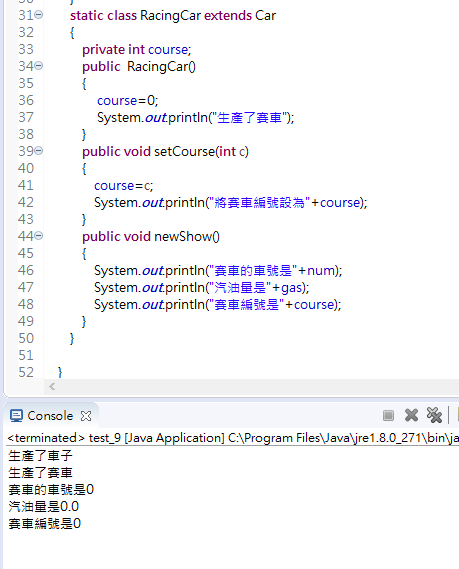 31 static class RacingCar extends Car
32 {
33 private int course;
34 public  RacingCar()
35 {
36 course=0;
37 System.out.println("生產了賽車");
38 }
39 public void setCourse(int c)
40 {
41 course=c;
42 System.out.println("將賽車編號設為"+course);
43 }
44 public void newShow()
45 {
46 System.out.println("賽車的車號是"+num);
47 System.out.println("汽油量是"+gas);
48 System.out.println("賽車編號是"+course);
49 }
50 }
51
52 }
Console
<terminated> test_9 [Java Application] C:\Program Files\Java\jre1.8.0_271\bin\ja
生產了車子
生產了賽車
賽車的車號是0
汽油量是0.0
賽車編號是0